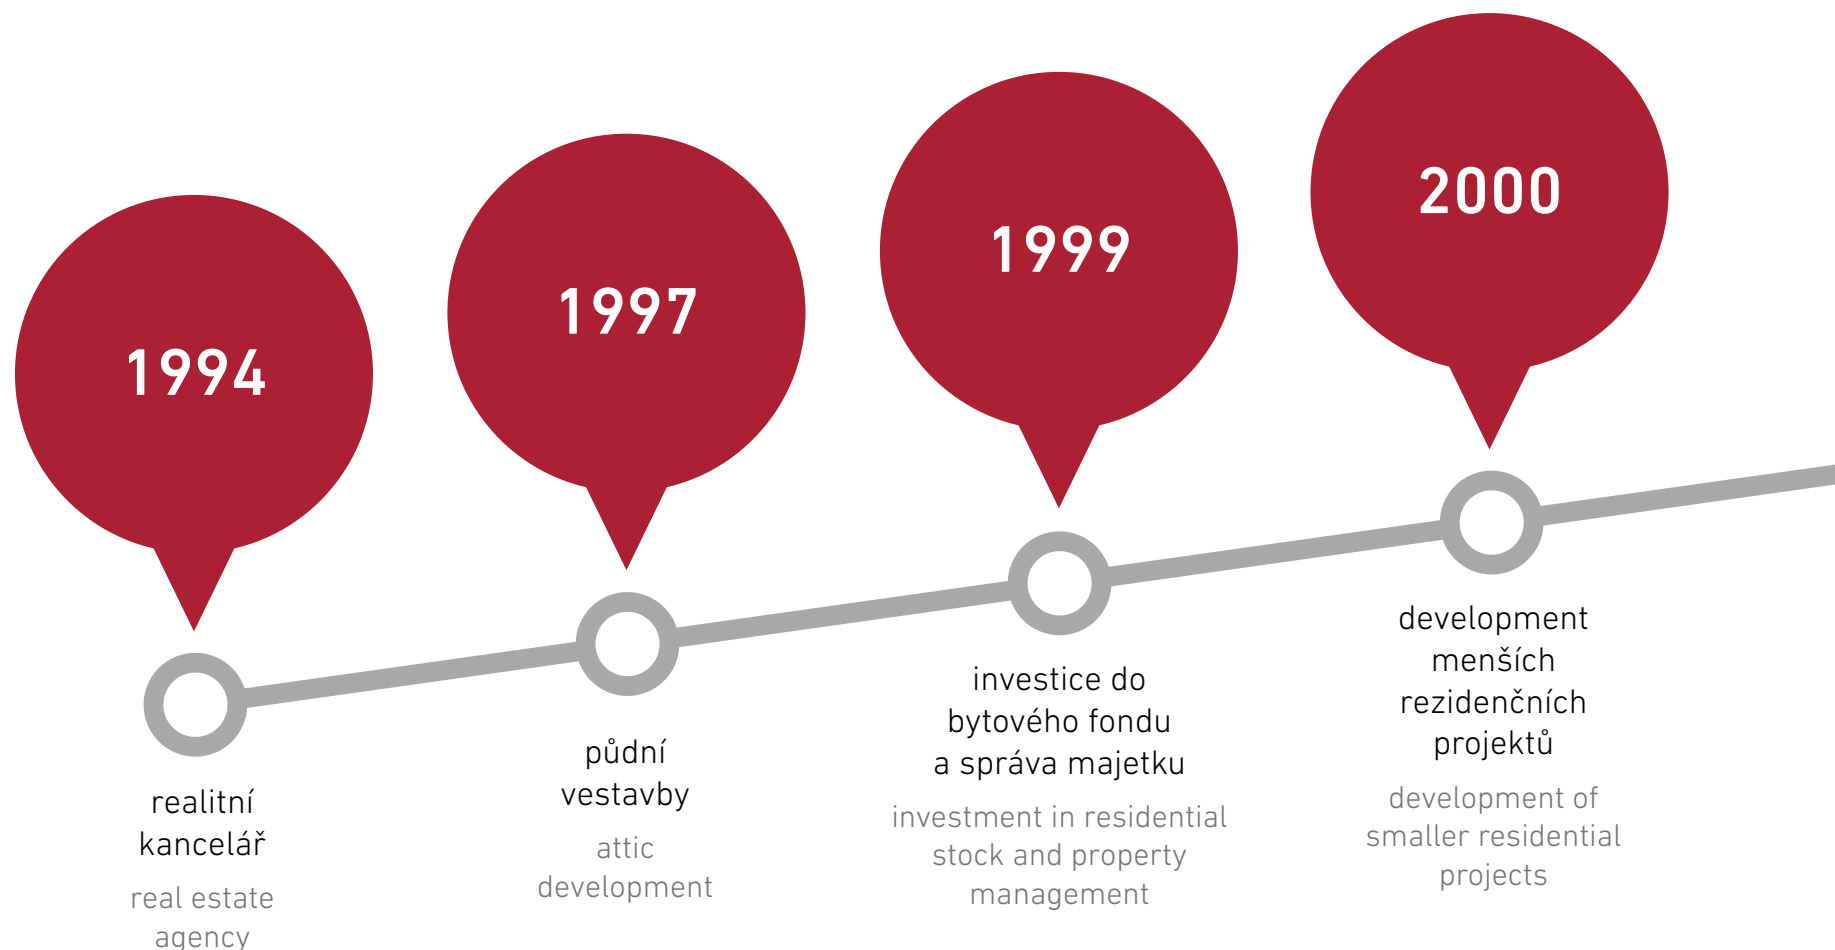 1994
realitní
kancelář
real estate
agency
1997
půdní
vestavby
attic
development
1999
investice do
bytového fondu
a správa majetku
investment in residential
stock and property
management
2000
development
menších
rezidenčních
projektů
development of
smaller residential
projects